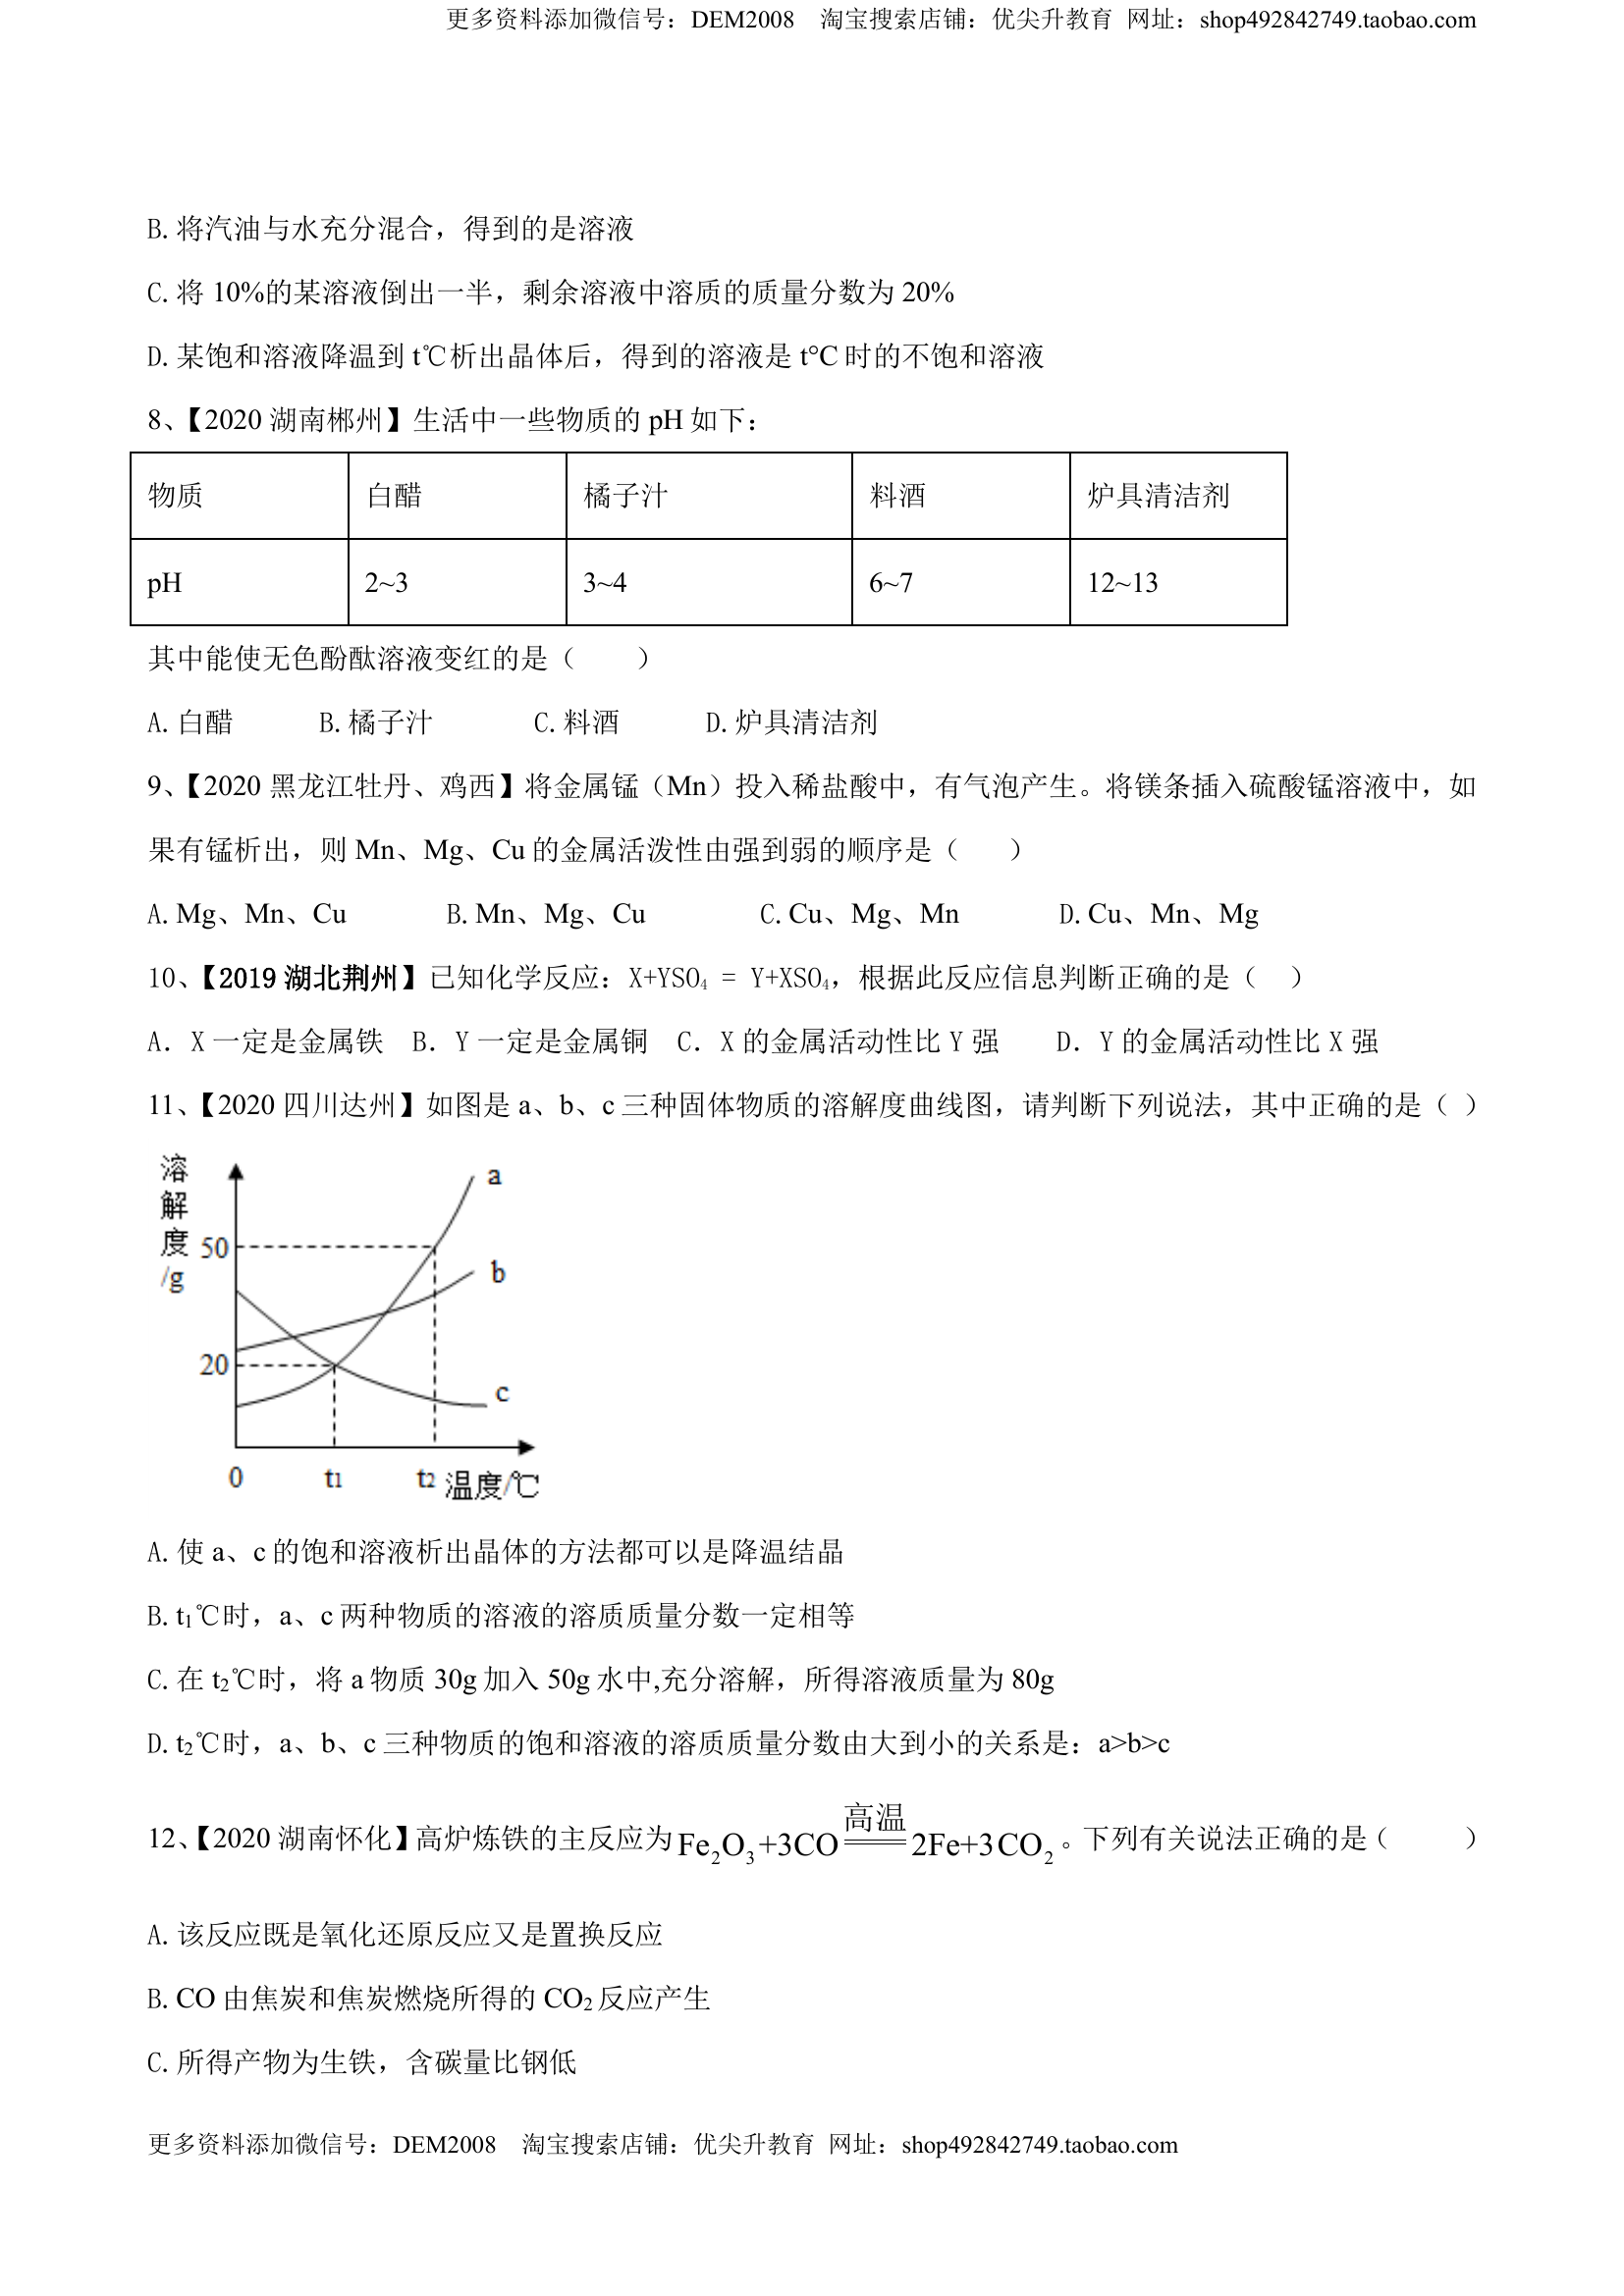 更多资料添加微信号：DEM2008 淘宝搜索店铺：优尖升教育 网址：shop492842749.taobao.com
B.将汽油与水充分混合，得到的是溶液
C.将 10%的某溶液倒出一半，剩余溶液中溶质的质量分数为 20%
D.某饱和溶液降温到 t℃析出晶体后，得到的溶液是 t°C 时的不饱和溶液
8、【2020 湖南郴州】生活中一些物质的 pH 如下：
物质 白醋 橘子汁 料酒 炉具清洁剂
pH 2~3 3~4 6~7 12~13
其中能使无色酚酞溶液变红的是（ ）
A.白醋 B.橘子汁 C.料酒 D.炉具清洁剂
9、【2020 黑龙江牡丹、鸡西】将金属锰（Mn）投入稀盐酸中，有气泡产生。将镁条插入硫酸锰溶液中，如
果有锰析出，则 Mn、Mg、Cu 的金属活泼性由强到弱的顺序是（ ）
A.Mg、Mn、Cu B.Mn、Mg、Cu C.Cu、Mg、Mn D.Cu、Mn、Mg
10、【2019 湖北荆州】已知化学反应：X+YSO₄ = Y+XSO₄，根据此反应信息判断正确的是（ ）
A．X 一定是金属铁 B．Y 一定是金属铜 C．X 的金属活动性比 Y 强 D．Y 的金属活动性比 X 强
11、【2020 四川达州】如图是 a、b、c 三种固体物质的溶解度曲线图，请判断下列说法，其中正确的是（ ）
溶解度/g
a
50
b
20
c
0 t₁ t₂ 温度/℃
A.使 a、c 的饱和溶液析出晶体的方法都可以是降温结晶
B.t₁℃时，a、c 两种物质的溶液的溶质质量分数一定相等
C.在 t₂℃时，将 a 物质 30g 加入 50g 水中,充分溶解，所得溶液质量为 80g
D.t₂℃时，a、b、c 三种物质的饱和溶液的溶质质量分数由大到小的关系是：a>b>c
高温
12、【2020 湖南怀化】高炉炼铁的主反应为 Fe₂O₃+3CO══2Fe+3CO₂。下列有关说法正确的是（ ）
A.该反应既是氧化还原反应又是置换反应
B.CO 由焦炭和焦炭燃烧所得的 CO₂反应产生
C.所得产物为生铁，含碳量比钢低
更多资料添加微信号：DEM2008 淘宝搜索店铺：优尖升教育 网址：shop492842749.taobao.com